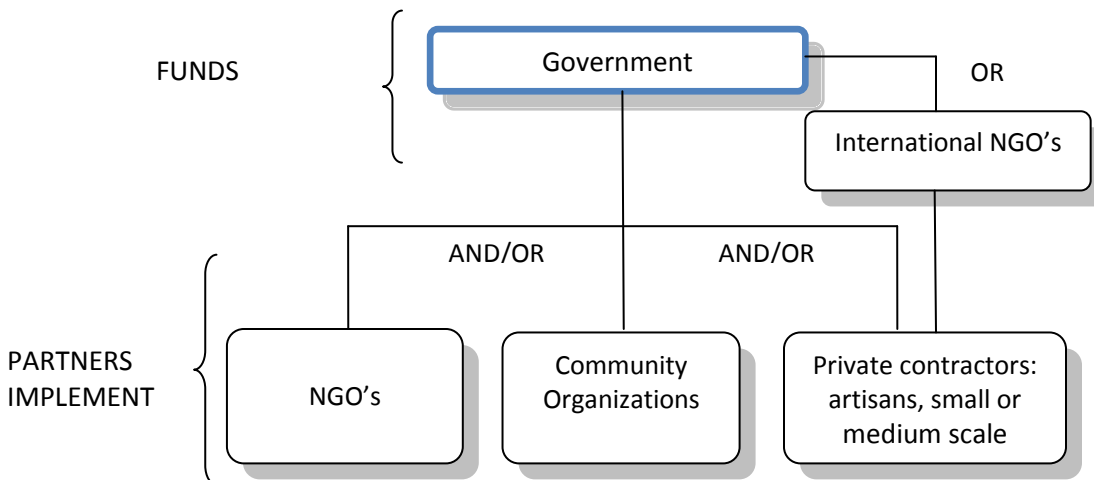 FUNDS
Government
OR
International NGO’s
AND/OR
AND/OR
PARTNERS
IMPLEMENT
NGO’s
Community
Organizations
Private contractors:
artisans, small or
medium scale